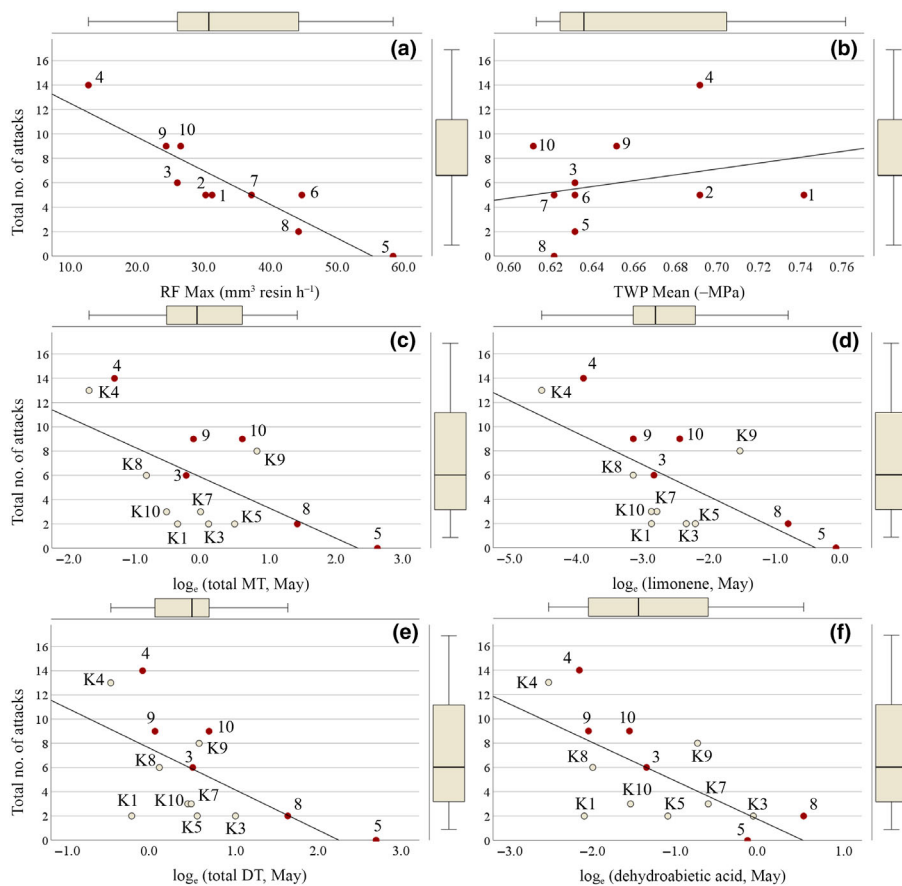 (a)
Total no. of attacks
16
14
12
10
8
6
4
2
0
4
9
10
3
2
1
7
6
8
5
10.0 20.0 30.0 40.0 50.0 60.0
RF Max (mm³ resin h⁻¹)
(b)
16
14
12
10
8
6
4
2
0
4
10
9
3
7
6
2
1
5
8
0.60 0.62 0.64 0.66 0.68 0.70 0.72 0.74 0.76
TWP Mean (−MPa)
(c)
Total no. of attacks
16
14
12
10
8
6
4
2
0
4
K4
9
10
K9
K8
3
K10
K7
K1
K3
K5
8
5
−2.0 −1.0 0.0 1.0 2.0 3.0
logₑ (total MT, May)
(d)
16
14
12
10
8
6
4
2
0
4
K4
9
10
K9
K8
3
K10
K7
K1
K3
K5
8
5
-5.0 -4.0 -3.0 -2.0 -1.0 0.0
logₑ (limonene, May)
(e)
Total no. of attacks
16
14
12
10
8
6
4
2
0
4
K4
9
10
K9
K8
3
K1
K10
K7
K5
K3
8
5
−1.0 0.0 1.0 2.0 3.0
logₑ (total DT, May)
(f)
16
14
12
10
8
6
4
2
0
4
K4
9
10
K9
K8
3
K1
K10
K5
K7
K3
8
5
−3.0 −2.0 −1.0 −0.0 1.0
logₑ (dehydroabietic acid, May)